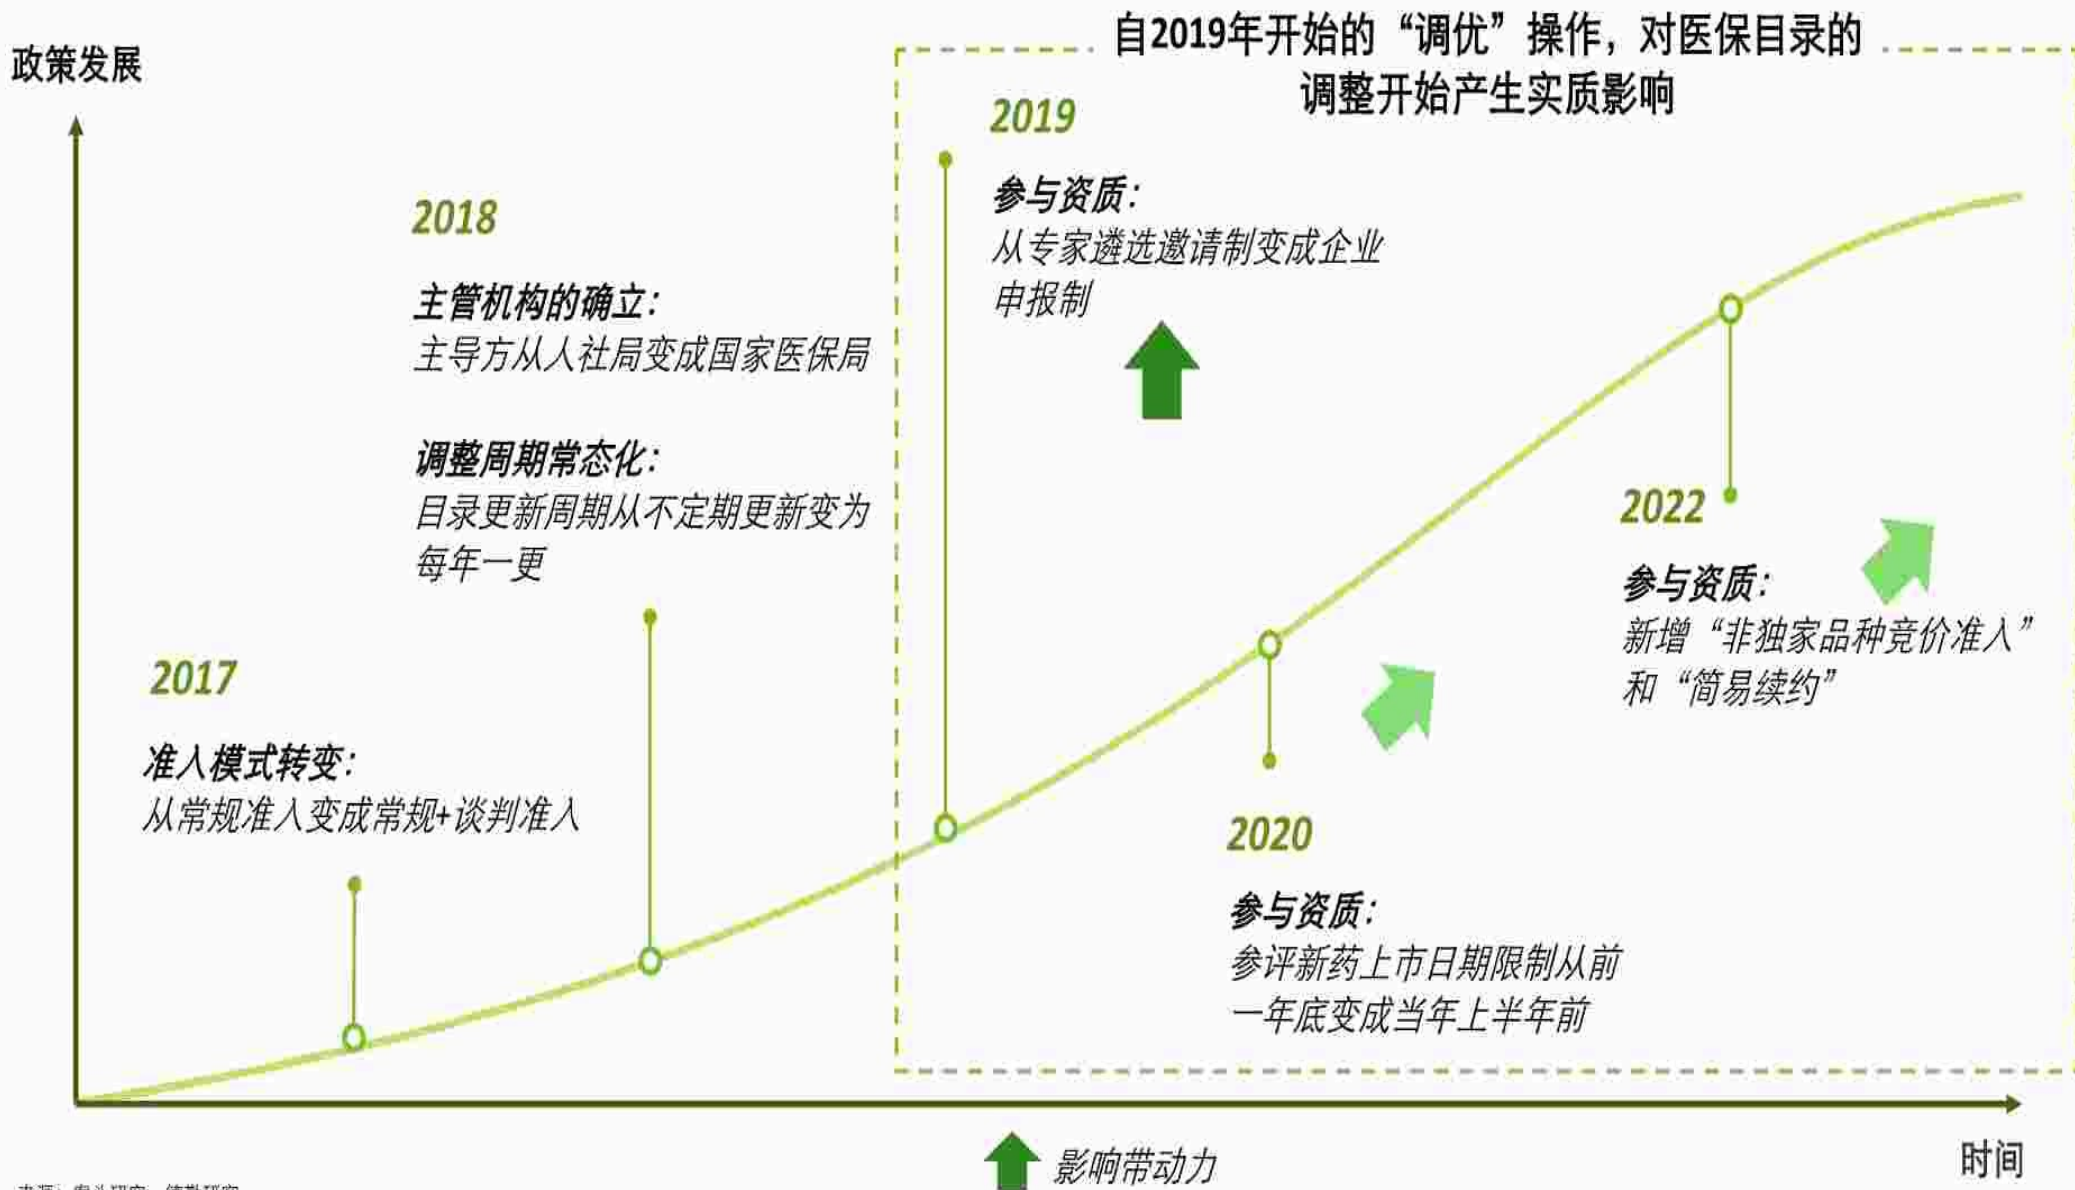 政策发展
自2019年开始的“调优”操作，对医保目录的
调整开始产生实质影响
2019
参与资质：
从专家遴选邀请制变成企业
申报制
2018
主管机构的确立：
主导方从人社局变成国家医保局
调整周期常态化：
目录更新周期从不定期更新变为
每年一更
2017
准入模式转变：
从常规准入变成常规+谈判准入
2022
参与资质：
新增“非独家品种竞价准入”
和“简易续约”
2020
参与资质：
参评新药上市日期限制从前
一年底变成当年上半年前
时间
影响带动力